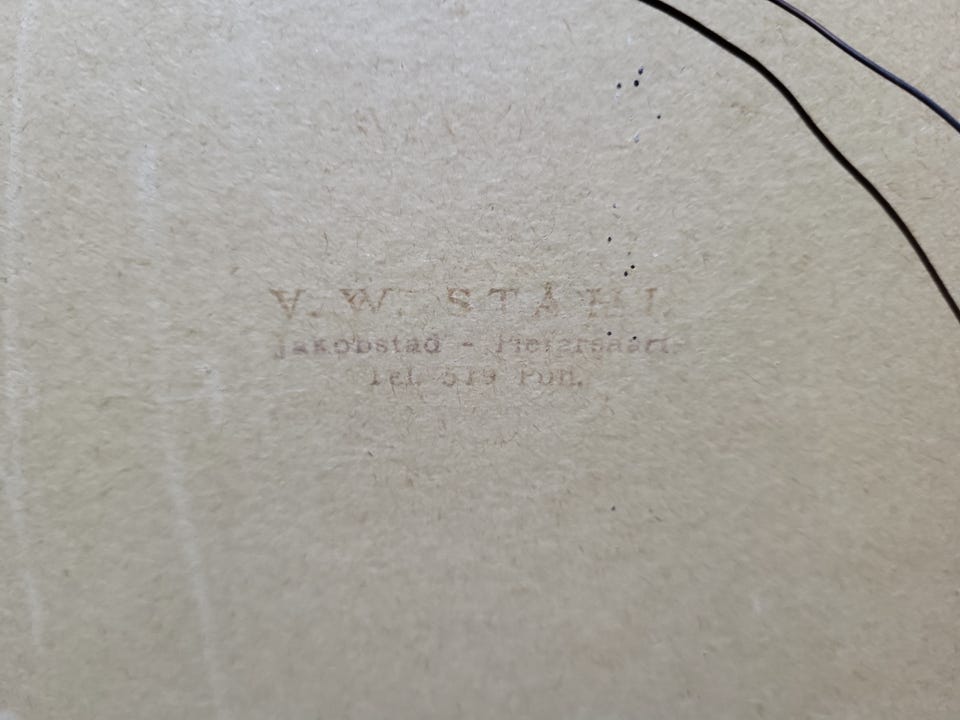 V. W. STÅHL
Jakobstad - Pietarsaari
Tel. 519 Puh.